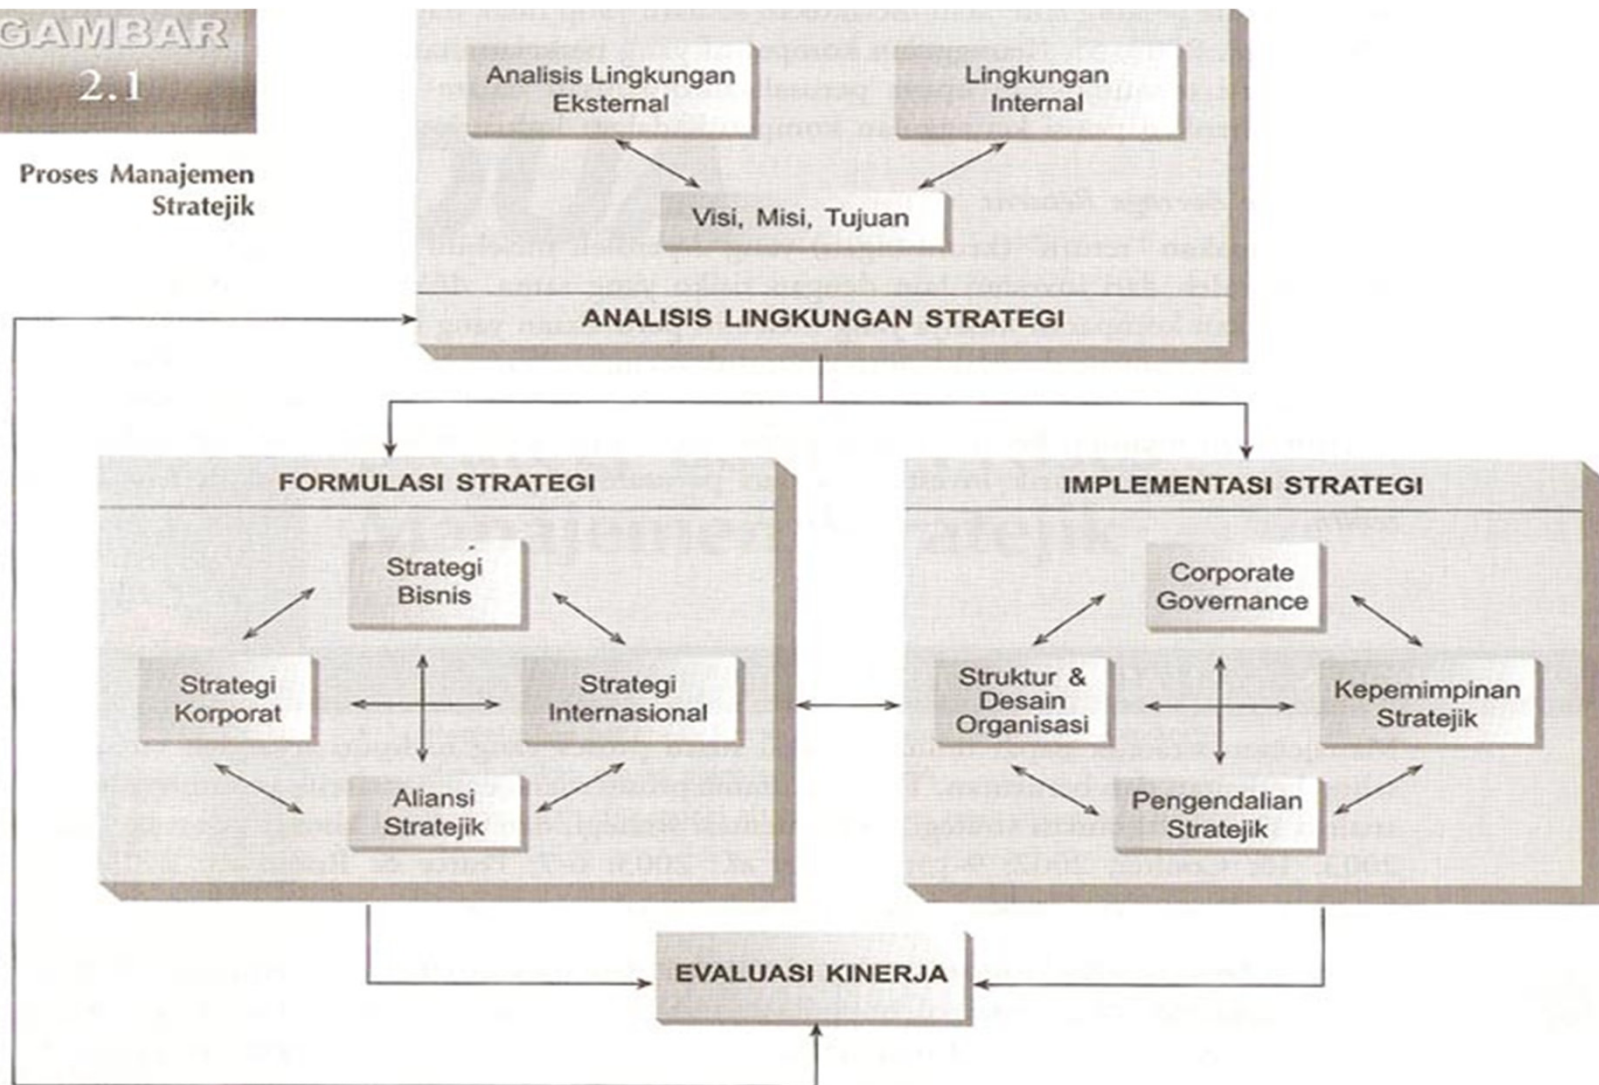 GAMBAR
2.1
Proses Manajemen
Stratejik
Analisis Lingkungan
Eksternal
Lingkungan
Internal
Visi, Misi, Tujuan
ANALISIS LINGKUNGAN STRATEGI
FORMULASI STRATEGI
Strategi
Bisnis
Strategi
Korporat
Strategi
Internasional
Aliansi
Stratejik
IMPLEMENTASI STRATEGI
Corporate
Governance
Struktur &
Desain
Organisasi
Kepemimpinan
Stratejik
Pengendalian
Stratejik
EVALUASI KINERJA